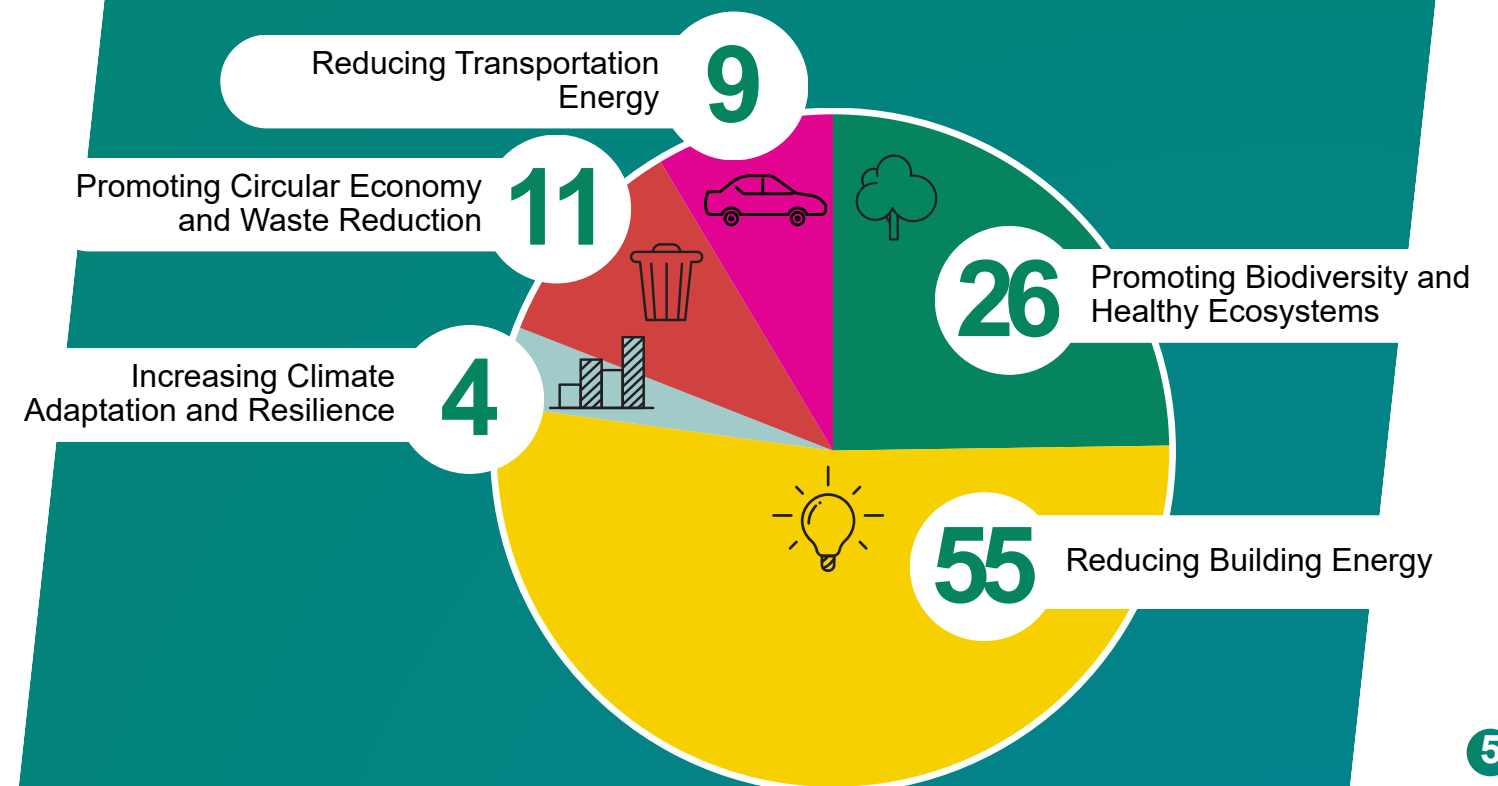 Reducing Transportation
Energy
9
Promoting Circular Economy
and Waste Reduction
11
26
Promoting Biodiversity and
Healthy Ecosystems
Increasing Climate
Adaptation and Resilience
4
55
Reducing Building Energy
5